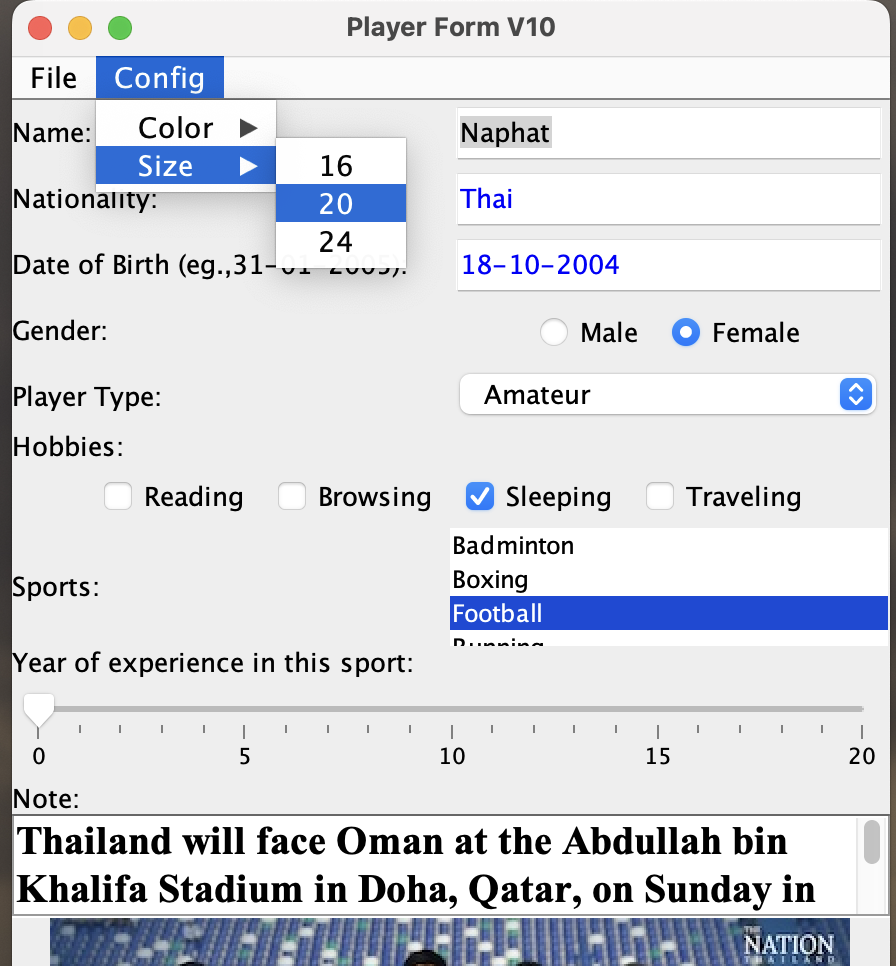 Player Form V10
File Config
Color
Size
16
20
24
Name: Naphat
Nationality: Thai
Date of Birth (eg.,31-01-2005): 18-10-2004
Gender: Male Female
Player Type: Amateur
Hobbies:
Reading Browsing Sleeping Traveling
Sports:
Badminton
Boxing
Football
Running
Year of experience in this sport:
0 5 10 15 20
Note:
Thailand will face Oman at the Abdullah bin
Khalifa Stadium in Doha, Qatar, on Sunday in
THE
NATION
THAILAND